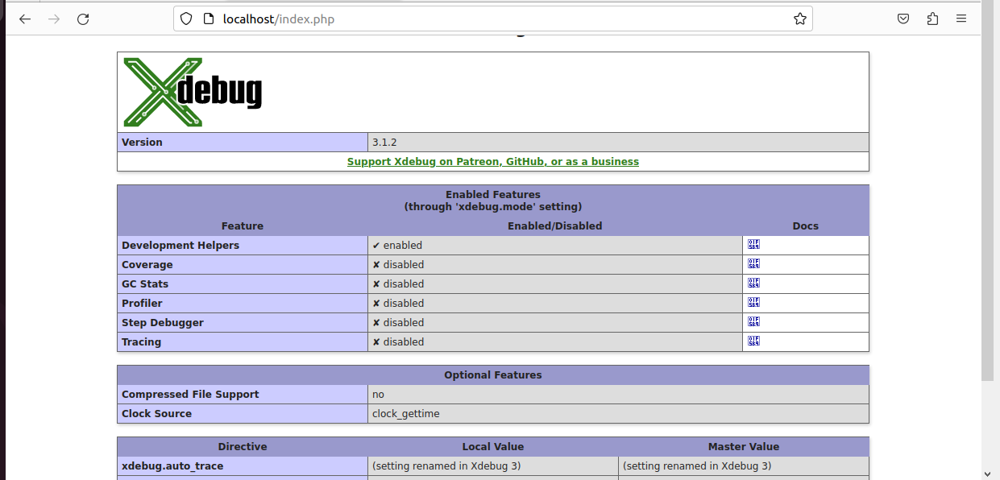 localhost/index.php
Xdebug
Version 3.1.2
Support Xdebug on Patreon, GitHub, or as a business
Enabled Features
(through 'xdebug.mode' setting)
Feature Enabled/Disabled Docs
Development Helpers ✔ enabled
Coverage ✘ disabled
GC Stats ✘ disabled
Profiler ✘ disabled
Step Debugger ✘ disabled
Tracing ✘ disabled
Optional Features
Compressed File Support no
Clock Source clock_gettime
Directive Local Value Master Value
xdebug.auto_trace (setting renamed in Xdebug 3) (setting renamed in Xdebug 3)